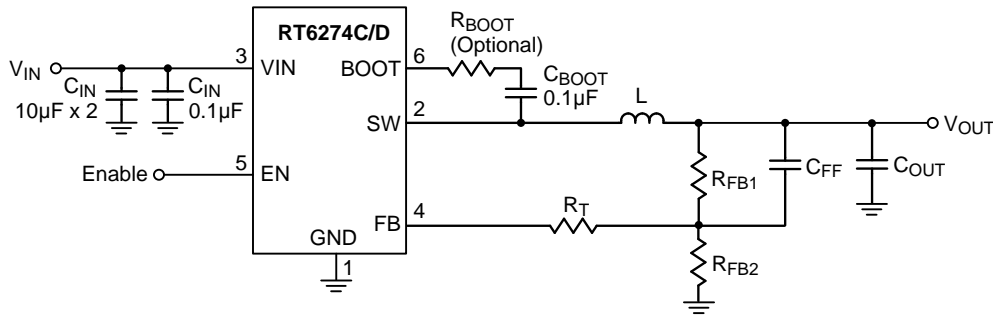 RT6274C/D
RBOOT
(Optional)
3
VIN
VIN
BOOT
6
CBOOT
0.1µF
CIN
10µF x 2
CIN
0.1µF
SW
2
L
VOUT
Enable
5
EN
RFB1
CFF
COUT
FB
4
RT
GND
1
RFB2